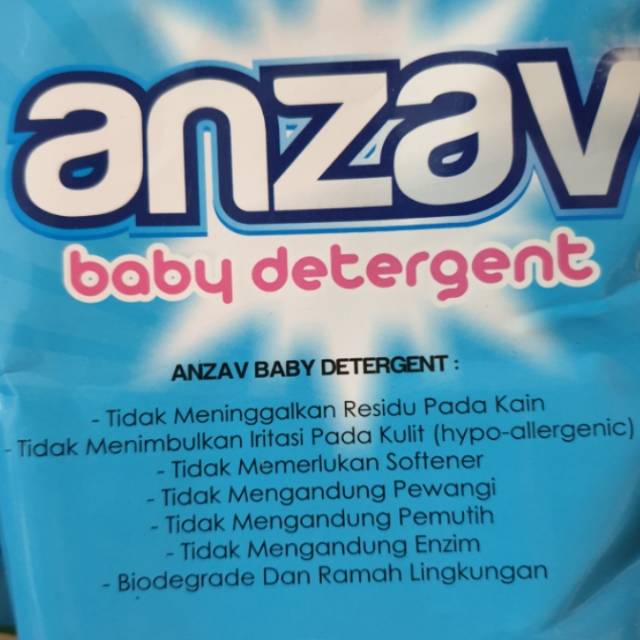 anzav
baby detergent
ANZAV BABY DETERGENT :
- Tidak Meninggalkan Residu Pada Kain
- Tidak Menimbulkan Iritasi Pada Kulit (hypo-allergenic)
- Tidak Memerlukan Softener
- Tidak Mengandung Pewangi
- Tidak Mengandung Pemutih
- Tidak Mengandung Enzim
- Biodegrade Dan Ramah Lingkungan